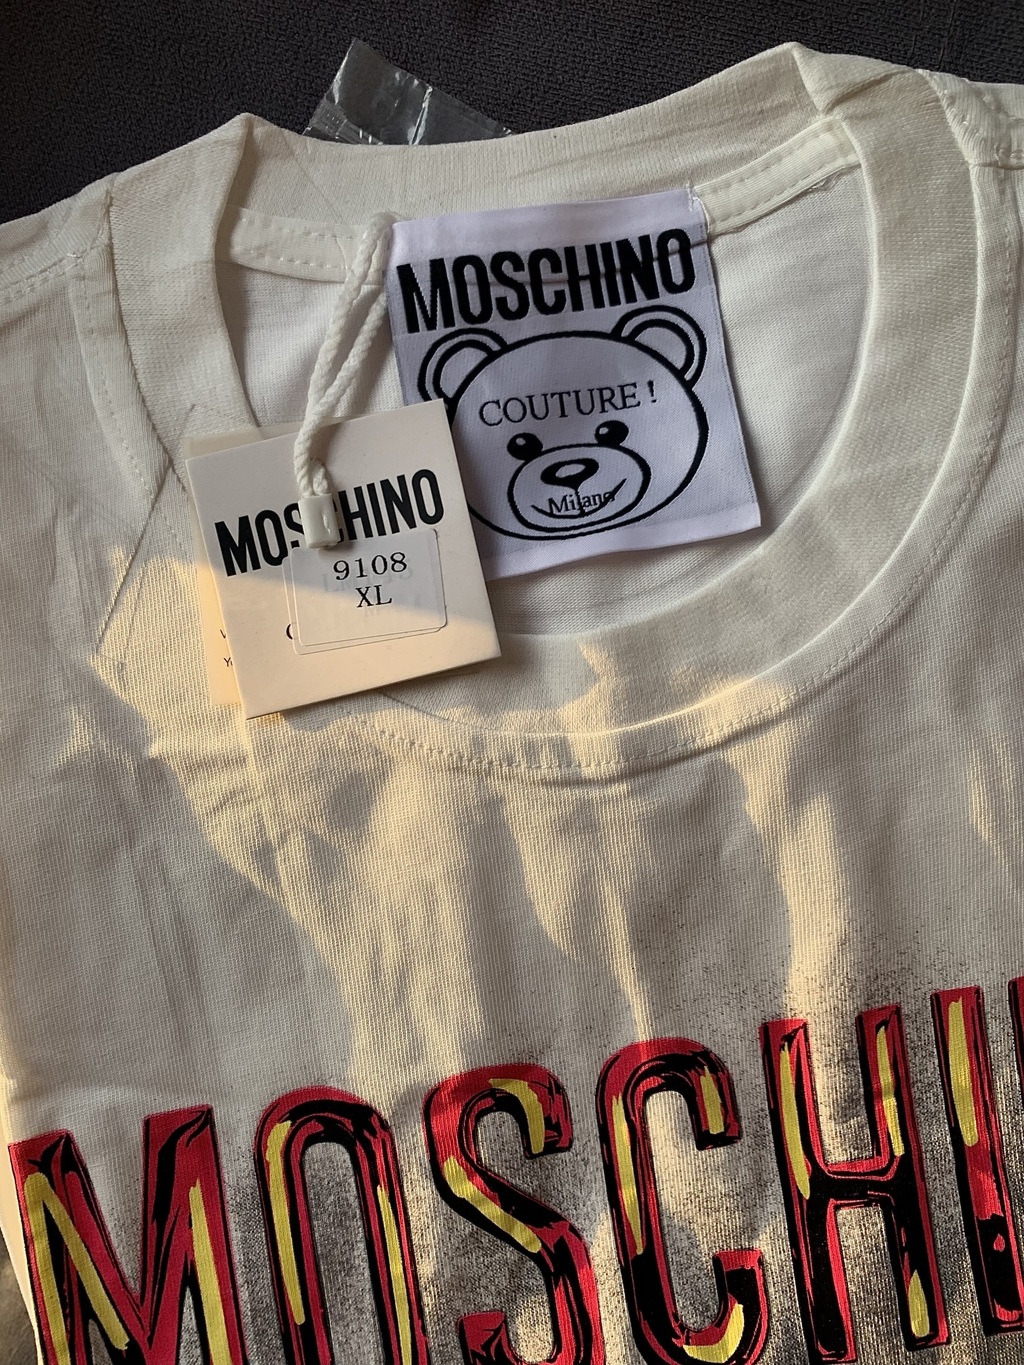 MOSCHINO
COUTURE !
Milano
MOSCHINO
9108
XL
MOSCHI